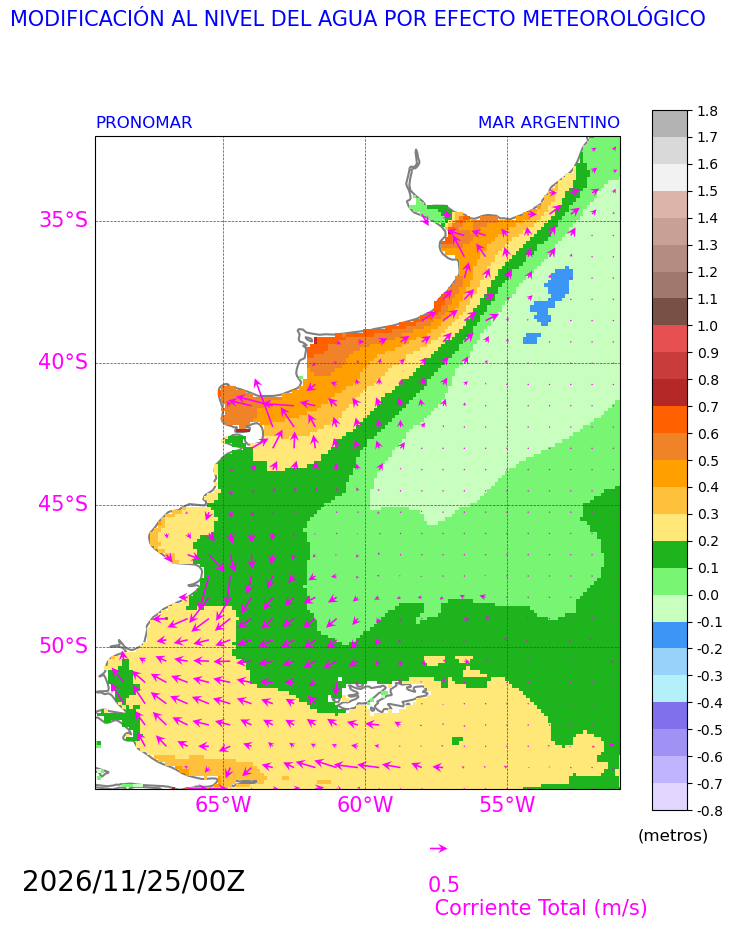 MODIFICACIÓN AL NIVEL DEL AGUA POR EFECTO METEOROLÓGICO
PRONOMAR
MAR ARGENTINO
35°S
40°S
45°S
50°S
65°W
60°W
55°W
1.8
1.7
1.6
1.5
1.4
1.3
1.2
1.1
1.0
0.9
0.8
0.7
0.6
0.5
0.4
0.3
0.2
0.1
0.0
-0.1
-0.2
-0.3
-0.4
-0.5
-0.6
-0.7
-0.8
(metros)
2026/11/25/00Z
0.5
Corriente Total (m/s)